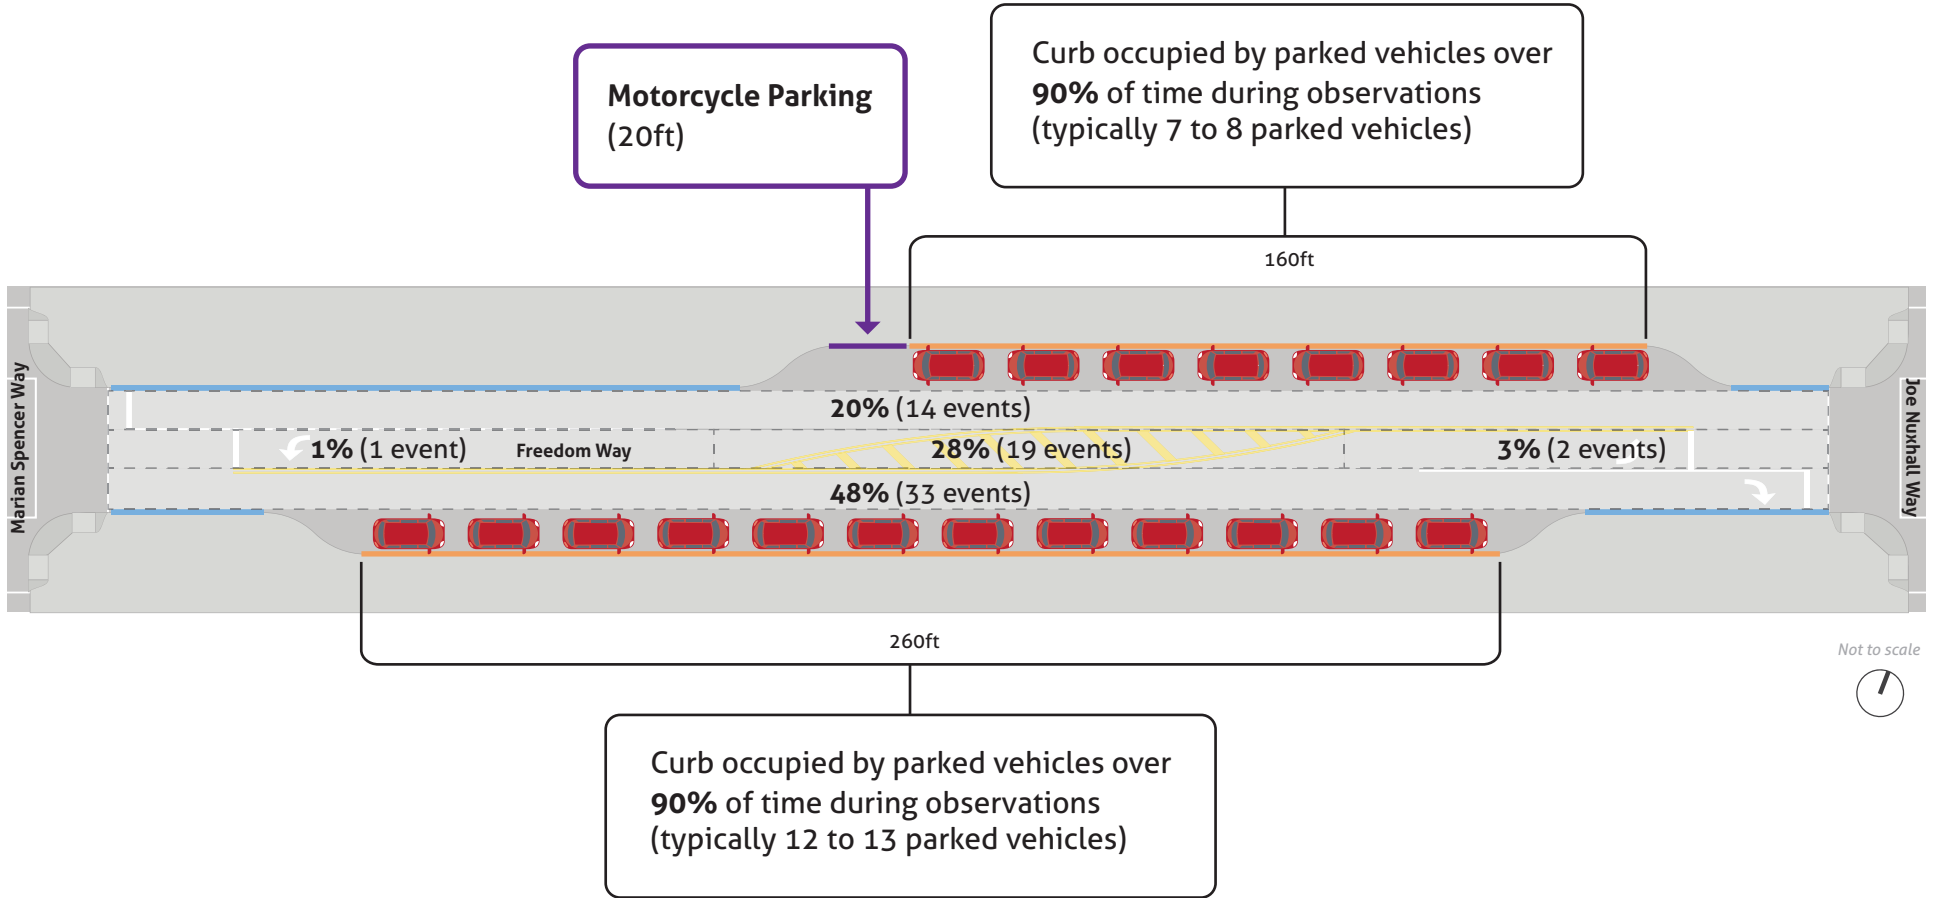 Curb occupied by parked vehicles over
90% of time during observations
(typically 7 to 8 parked vehicles)
Motorcycle Parking
(20ft)
160ft
Marian Spencer Way
Joe Nuxhall Way
20% (14 events)
1% (1 event)
Freedom Way
28% (19 events)
3% (2 events)
48% (33 events)
260ft
Not to scale
Curb occupied by parked vehicles over
90% of time during observations
(typically 12 to 13 parked vehicles)